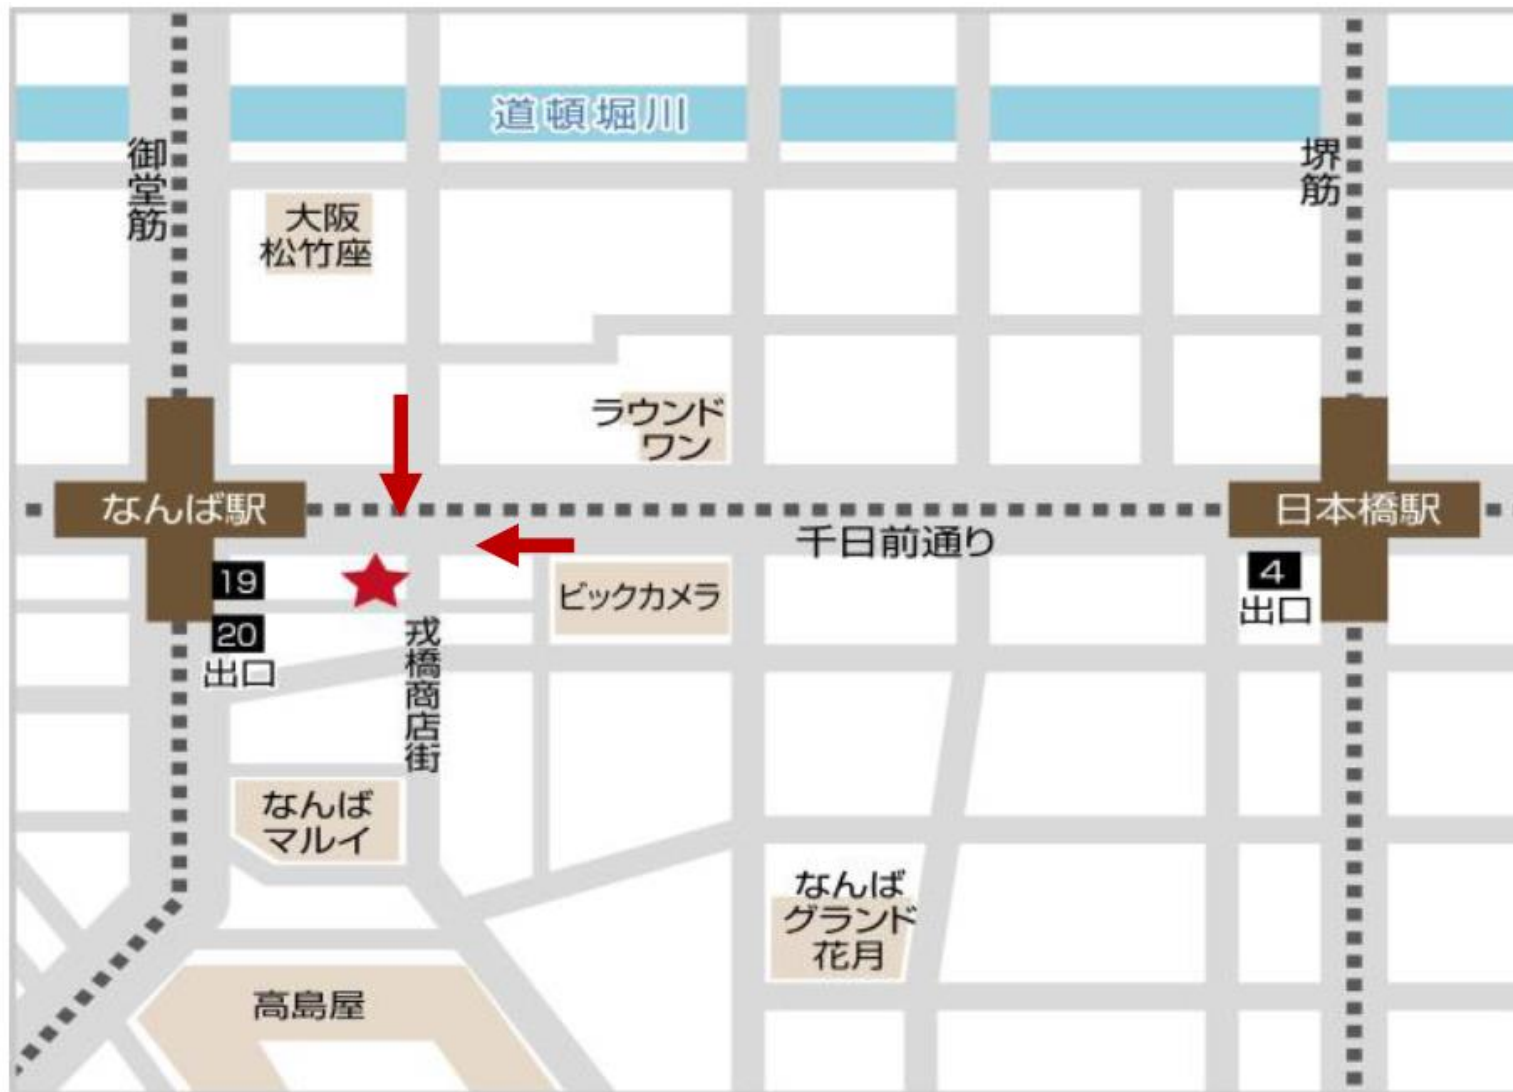 道頓堀川
御堂筋
堺筋
大阪
松竹座
ラウンド
ワン
なんば駅
日本橋駅
千日前通り
19
20
出口
ビックカメラ
4
出口
戎橋商店街
なんば
マルイ
なんば
グランド
花月
高島屋